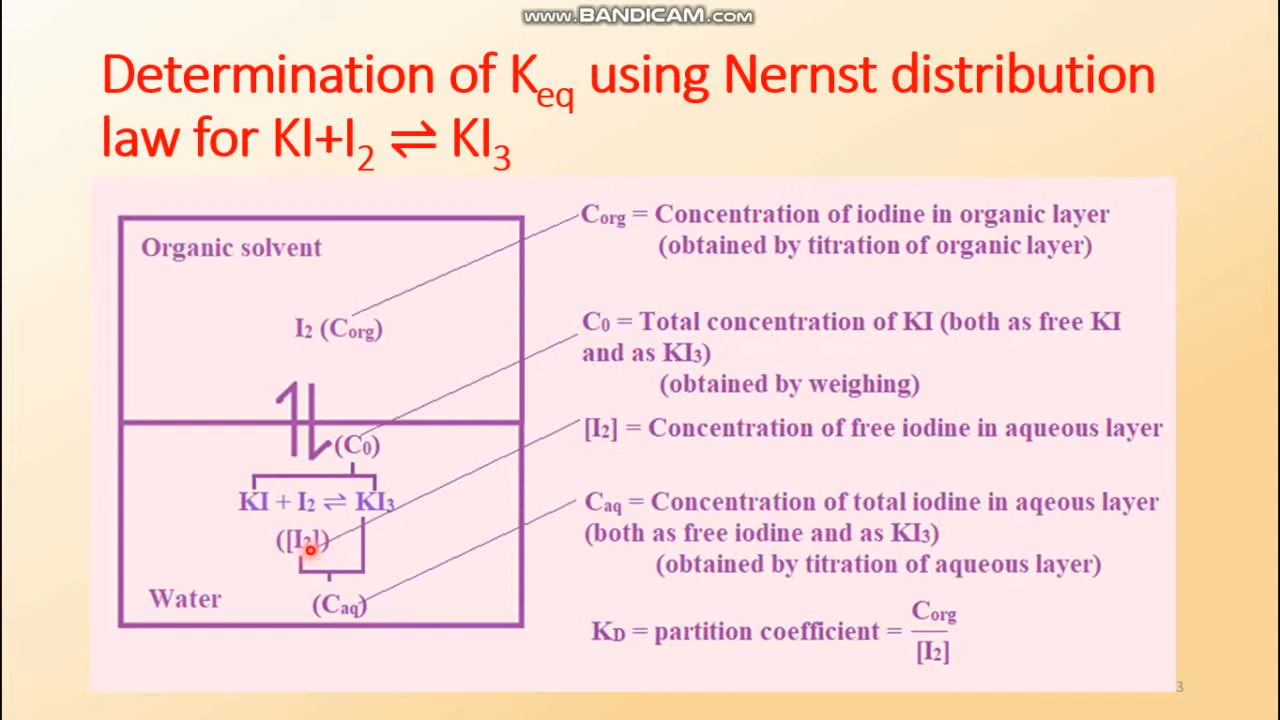 www.BANDICAM.com
Determination of Keq using Nernst distribution
law for KI+I2 ⇌ KI3
Organic solvent
I2 (Corg)
(C0)
KI + I2 ⇌ KI3
([I2])
Water
(Caq)
Corg = Concentration of iodine in organic layer
(obtained by titration of organic layer)
C0 = Total concentration of KI (both as free KI
and as KI3)
(obtained by weighing)
[I2] = Concentration of free iodine in aqueous layer
Caq = Concentration of total iodine in aqeous layer
(both as free iodine and as KI3)
(obtained by titration of aqueous layer)
KD = partition coefficient = Corg
[I2]
3